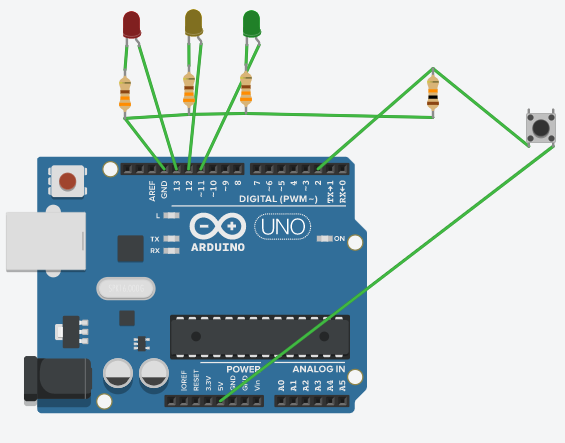 AREF
GND
13
12
~11
~10
~9
8
7
~6
~5
4
~3
2
TX→1
RX←0
DIGITAL (PWM~)
L
TX
RX
ARDUINO
UNO
ON
POWER
ANALOG IN
IOREF
RESET
3.3V
5V
GND
GND
Vin
A0
A1
A2
A3
A4
A5